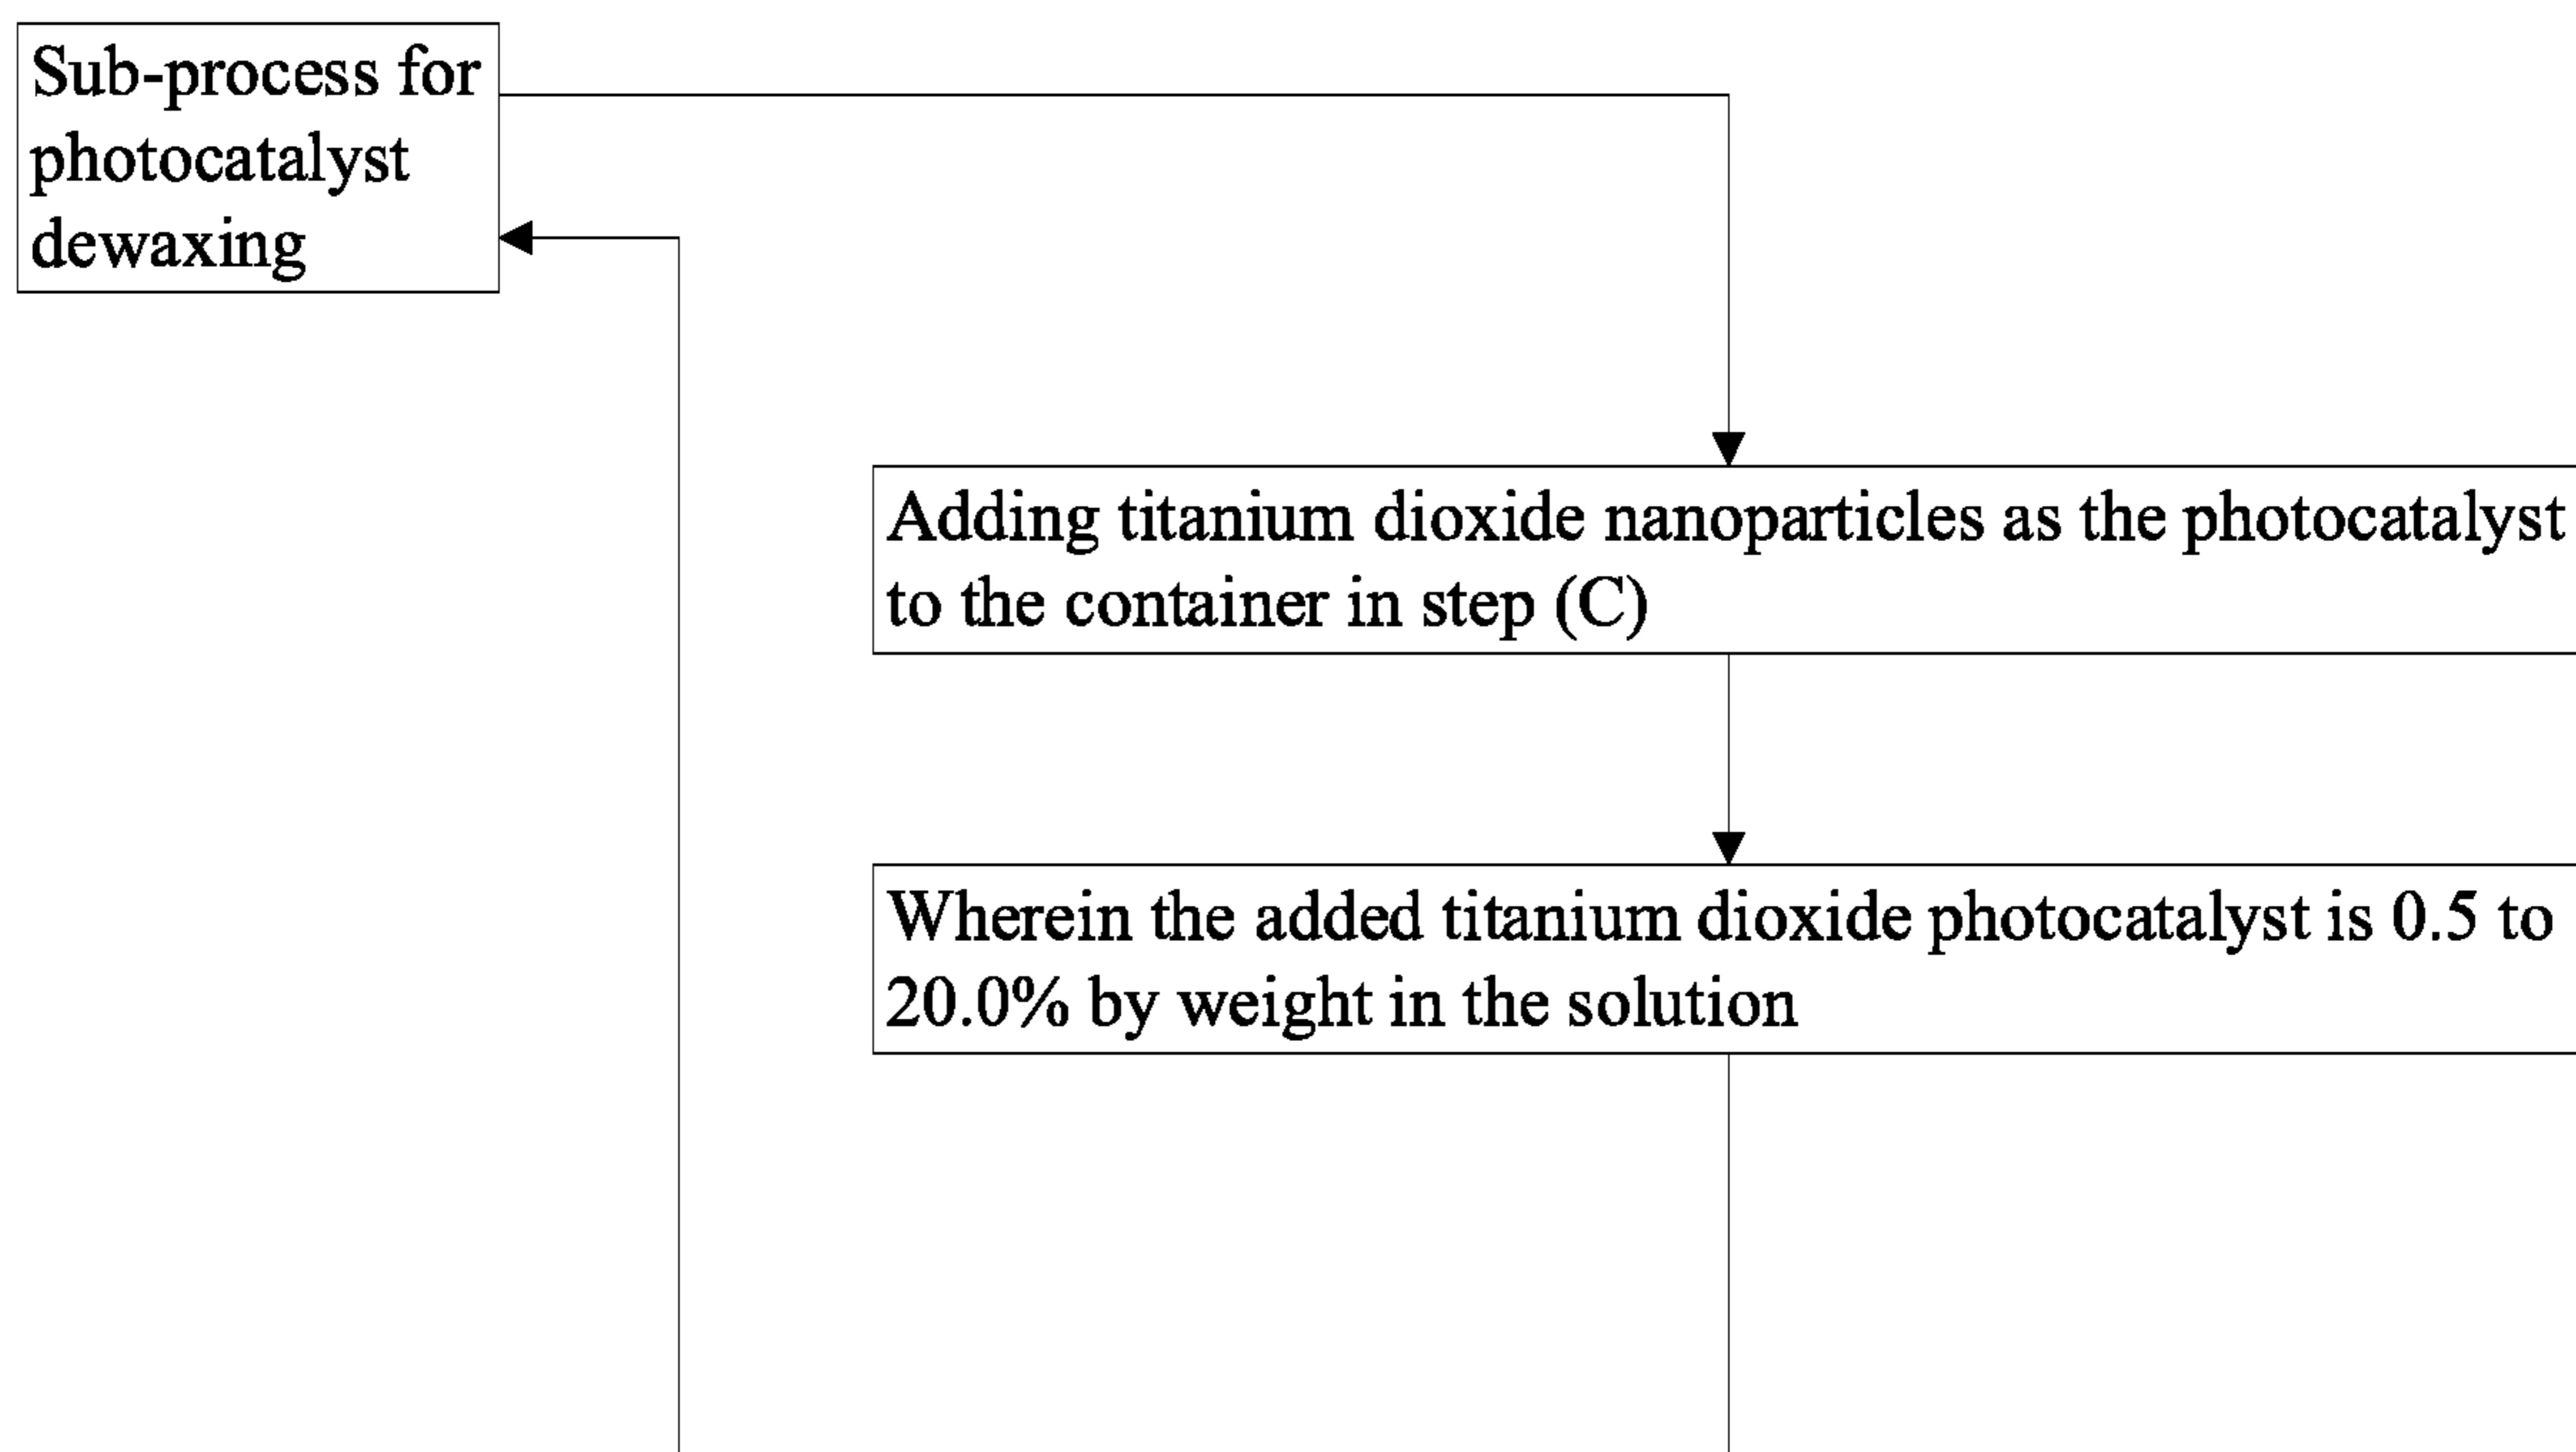 Sub-process for
photocatalyst
dewaxing
Adding titanium dioxide nanoparticles as the photocatalyst
to the container in step (C)
Wherein the added titanium dioxide photocatalyst is 0.5 to
20.0% by weight in the solution